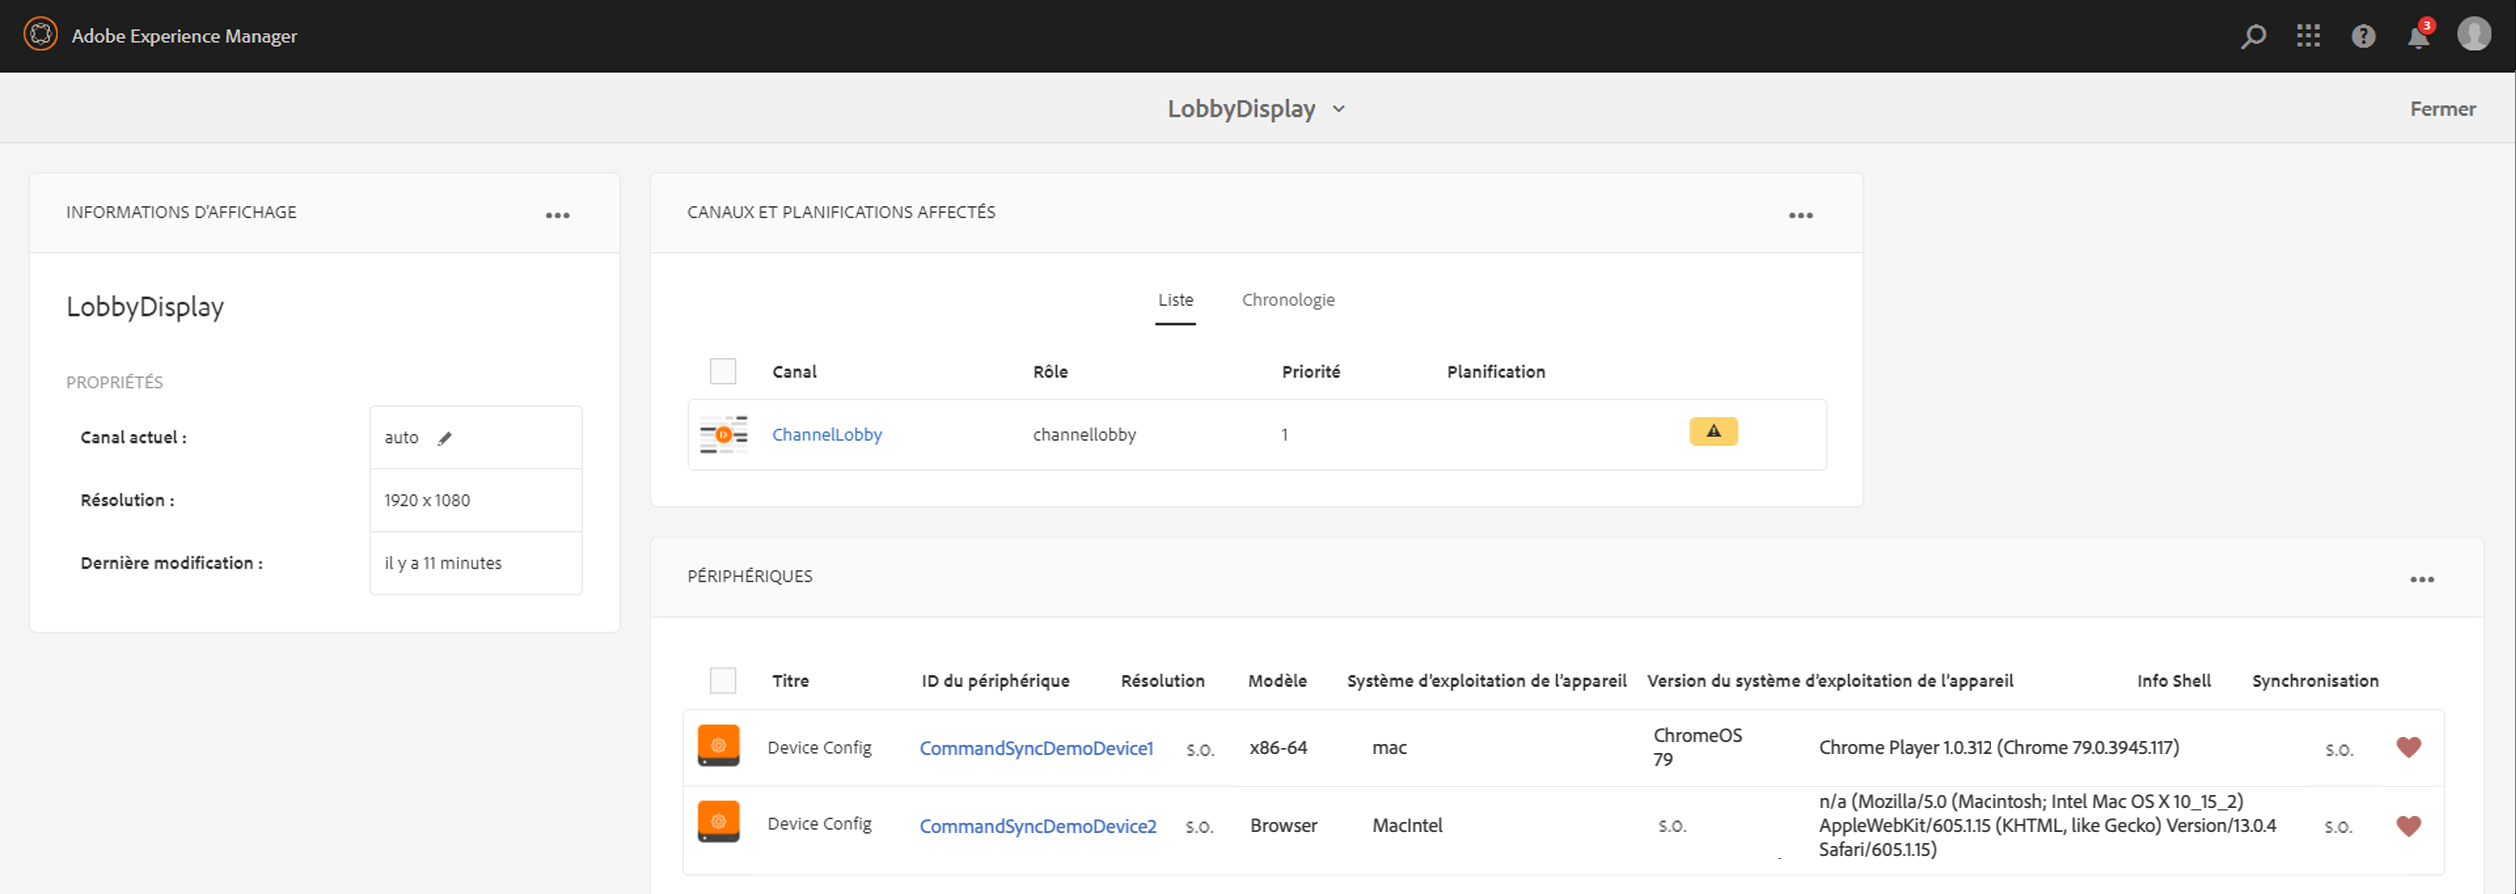 Adobe Experience Manager
3
LobbyDisplay
Fermer
INFORMATIONS D'AFFICHAGE
LobbyDisplay
PROPRIÉTÉS
Canal actuel : auto
Résolution : 1920 x 1080
Dernière modification : il y a 11 minutes
CANAUX ET PLANIFICATIONS AFFECTÉS
Liste Chronologie
Canal Rôle Priorité Planification
D ChannelLobby channellobby 1
PÉRIPHÉRIQUES
Titre ID du périphérique Résolution Modèle Système d'exploitation de l'appareil Version du système d'exploitation de l'appareil Info Shell Synchronisation
Device Config CommandSyncDemoDevice1 s.o. x86-64 mac ChromeOS
79
Chrome Player 1.0.312 (Chrome 79.0.3945.117) s.o.
Device Config CommandSyncDemoDevice2 s.o. Browser MacIntel s.o.
n/a (Mozilla/5.0 (Macintosh; Intel Mac OS X 10_15_2)
AppleWebKit/605.1.15 (KHTML, like Gecko) Version/13.0.4
Safari/605.1.15)
s.o.